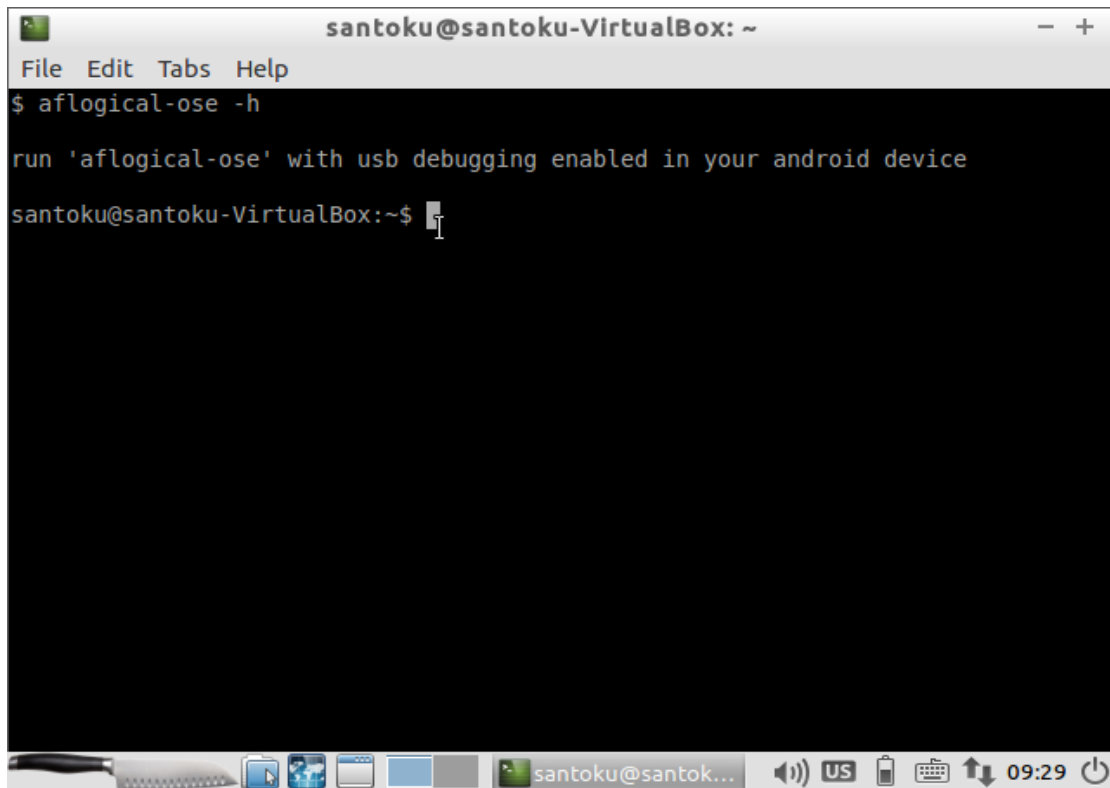 santoku@santoku-VirtualBox: ~
File Edit Tabs Help
$ aflogical-ose -h
run 'aflogical-ose' with usb debugging enabled in your android device
santoku@santoku-VirtualBox:~$
santoku@santok... US 09:29